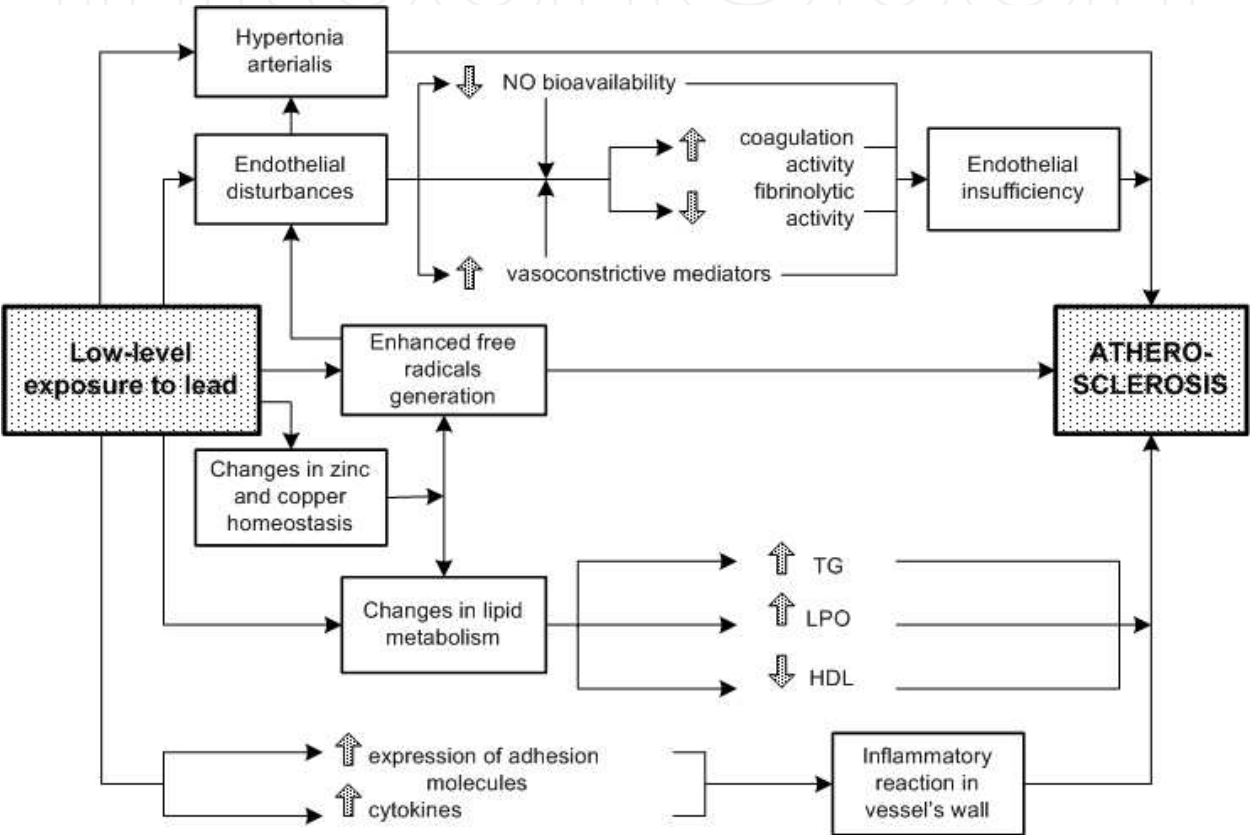 Hypertonia
arterialis
NO bioavailability
Endothelial
disturbances
coagulation
activity
fibrinolytic
activity
Endothelial
insufficiency
vasoconstrictive mediators
Low-level
exposure to lead
Enhanced free
radicals
generation
ATHERO-
SCLEROSIS
Changes in zinc
and copper
homeostasis
Changes in lipid
metabolism
TG
LPO
HDL
expression of adhesion
molecules
cytokines
Inflammatory
reaction in
vessel's wall